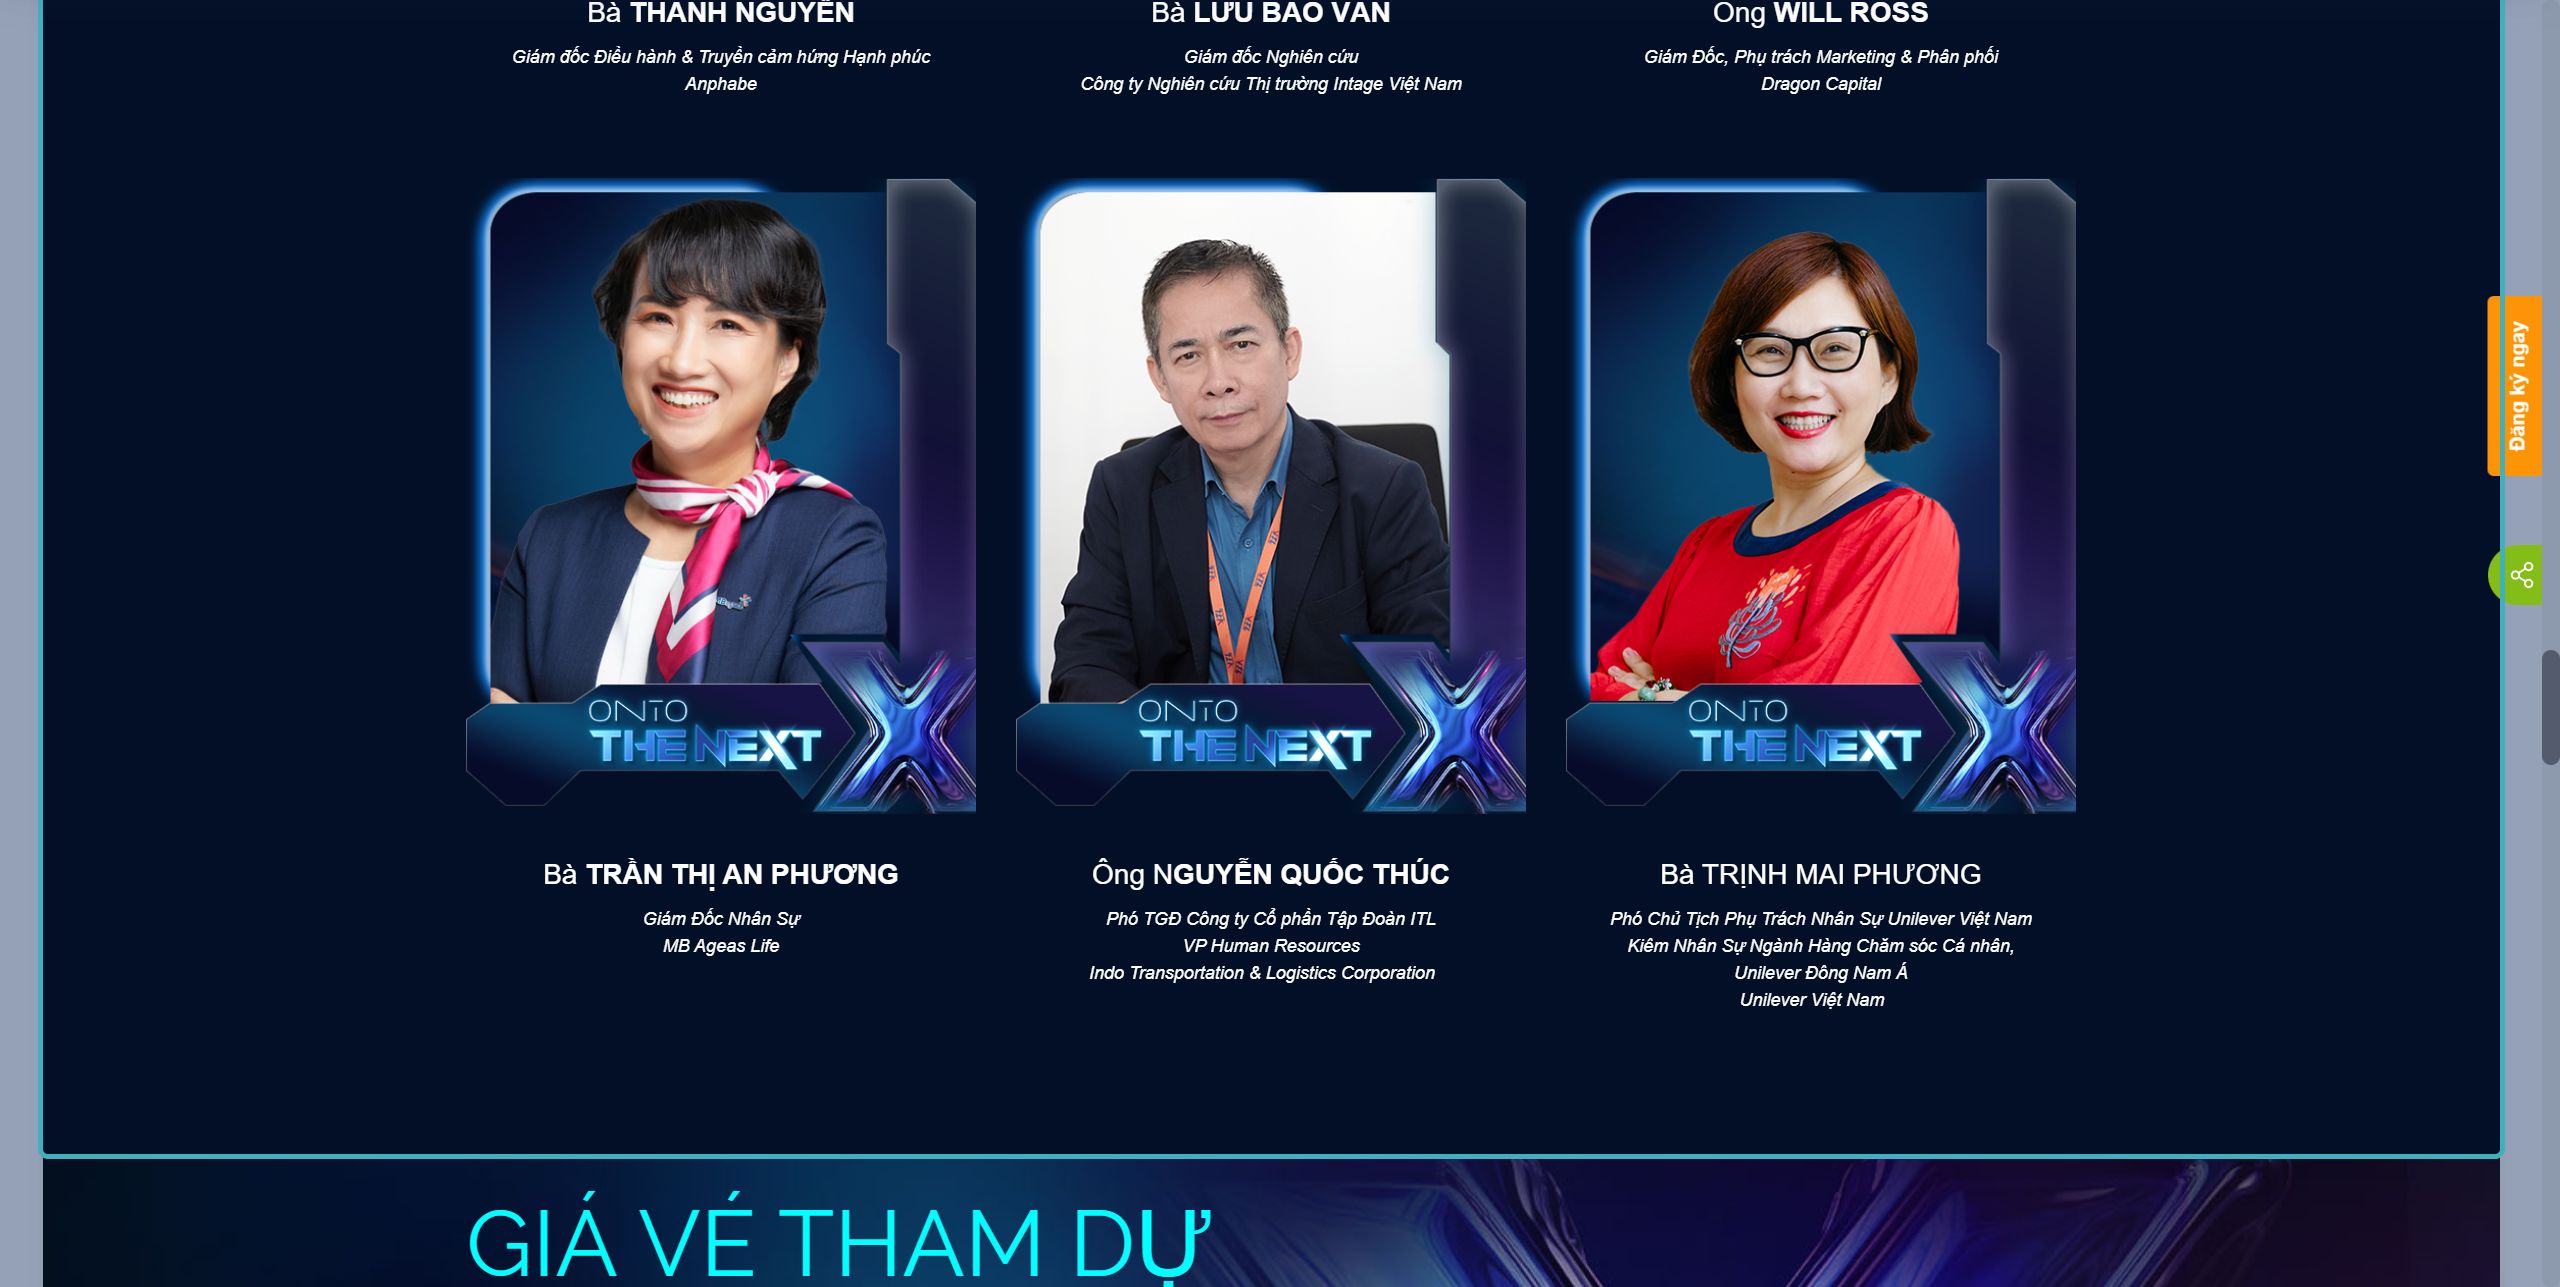 Bà THANH NGUYỄN
Giám đốc Điều hành & Truyền cảm hứng Hạnh phúc
Anphabe
Bà LƯU BẢO VÂN
Giám đốc Nghiên cứu
Công ty Nghiên cứu Thị trường Intage Việt Nam
Ông WILL ROSS
Giám Đốc, Phụ trách Marketing & Phân phối
Dragon Capital
ONTO
THE NEXT
Bà TRẦN THỊ AN PHƯƠNG
Giám Đốc Nhân Sự
MB Ageas Life
ONTO
THE NEXT
Ông NGUYỄN QUỐC THÚC
Phó TGĐ Công ty Cổ phần Tập Đoàn ITL
VP Human Resources
Indo Transportation & Logistics Corporation
ONTO
THE NEXT
Bà TRỊNH MAI PHƯƠNG
Phó Chủ Tịch Phụ Trách Nhân Sự Unilever Việt Nam
Kiêm Nhân Sự Ngành Hàng Chăm sóc Cá nhân,
Unilever Đông Nam Á
Unilever Việt Nam
Đăng ký ngay
GIÁ VÉ THAM DỰ